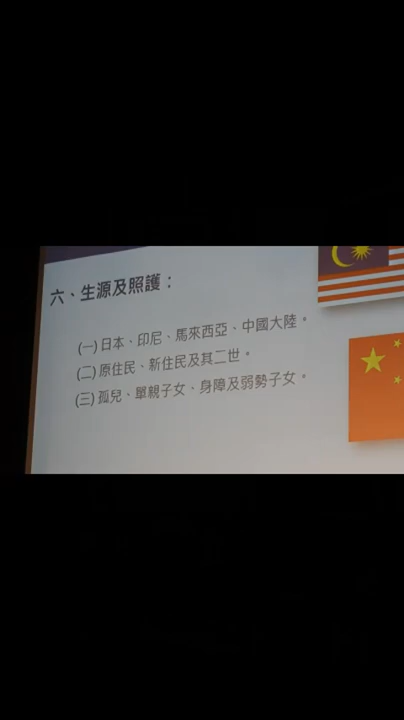 六、生源及照護：
(一) 日本、印尼、馬來西亞、中國大陸。
(二) 原住民、新住民及其二世。
(三) 孤兒、單親子女、身障及弱勢子女。